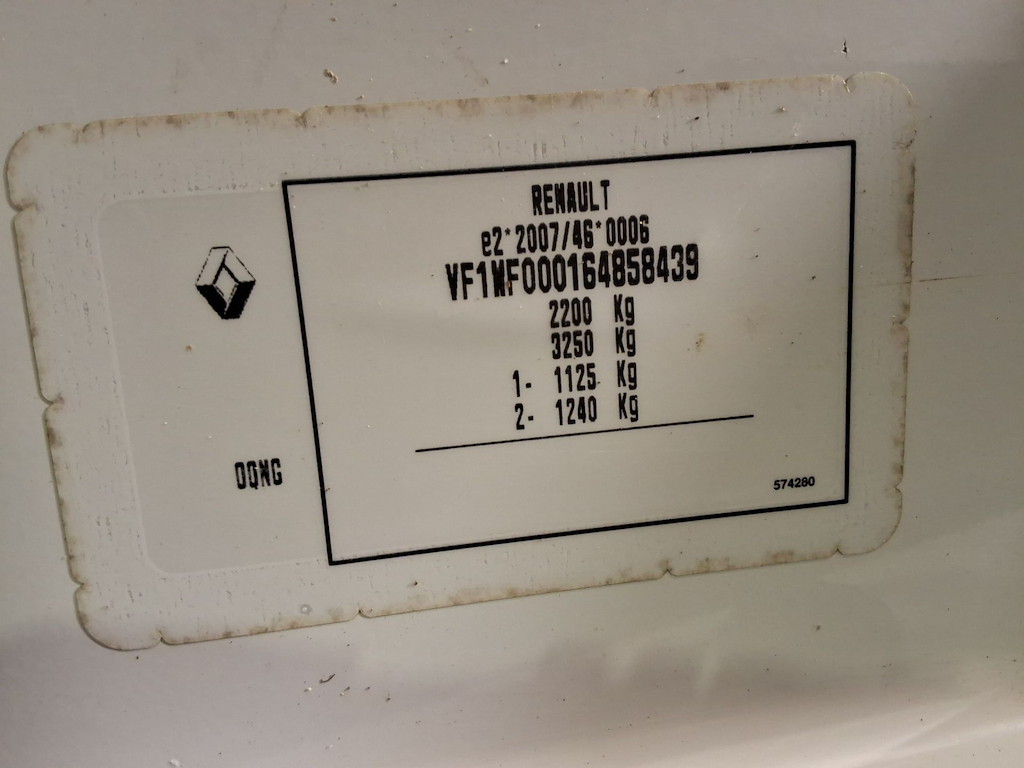 RENAULT
e2*2007/46*0006
VF1MF000164858439
2200 Kg
3250 Kg
1- 1125 Kg
2- 1240 Kg
OQNG
574280